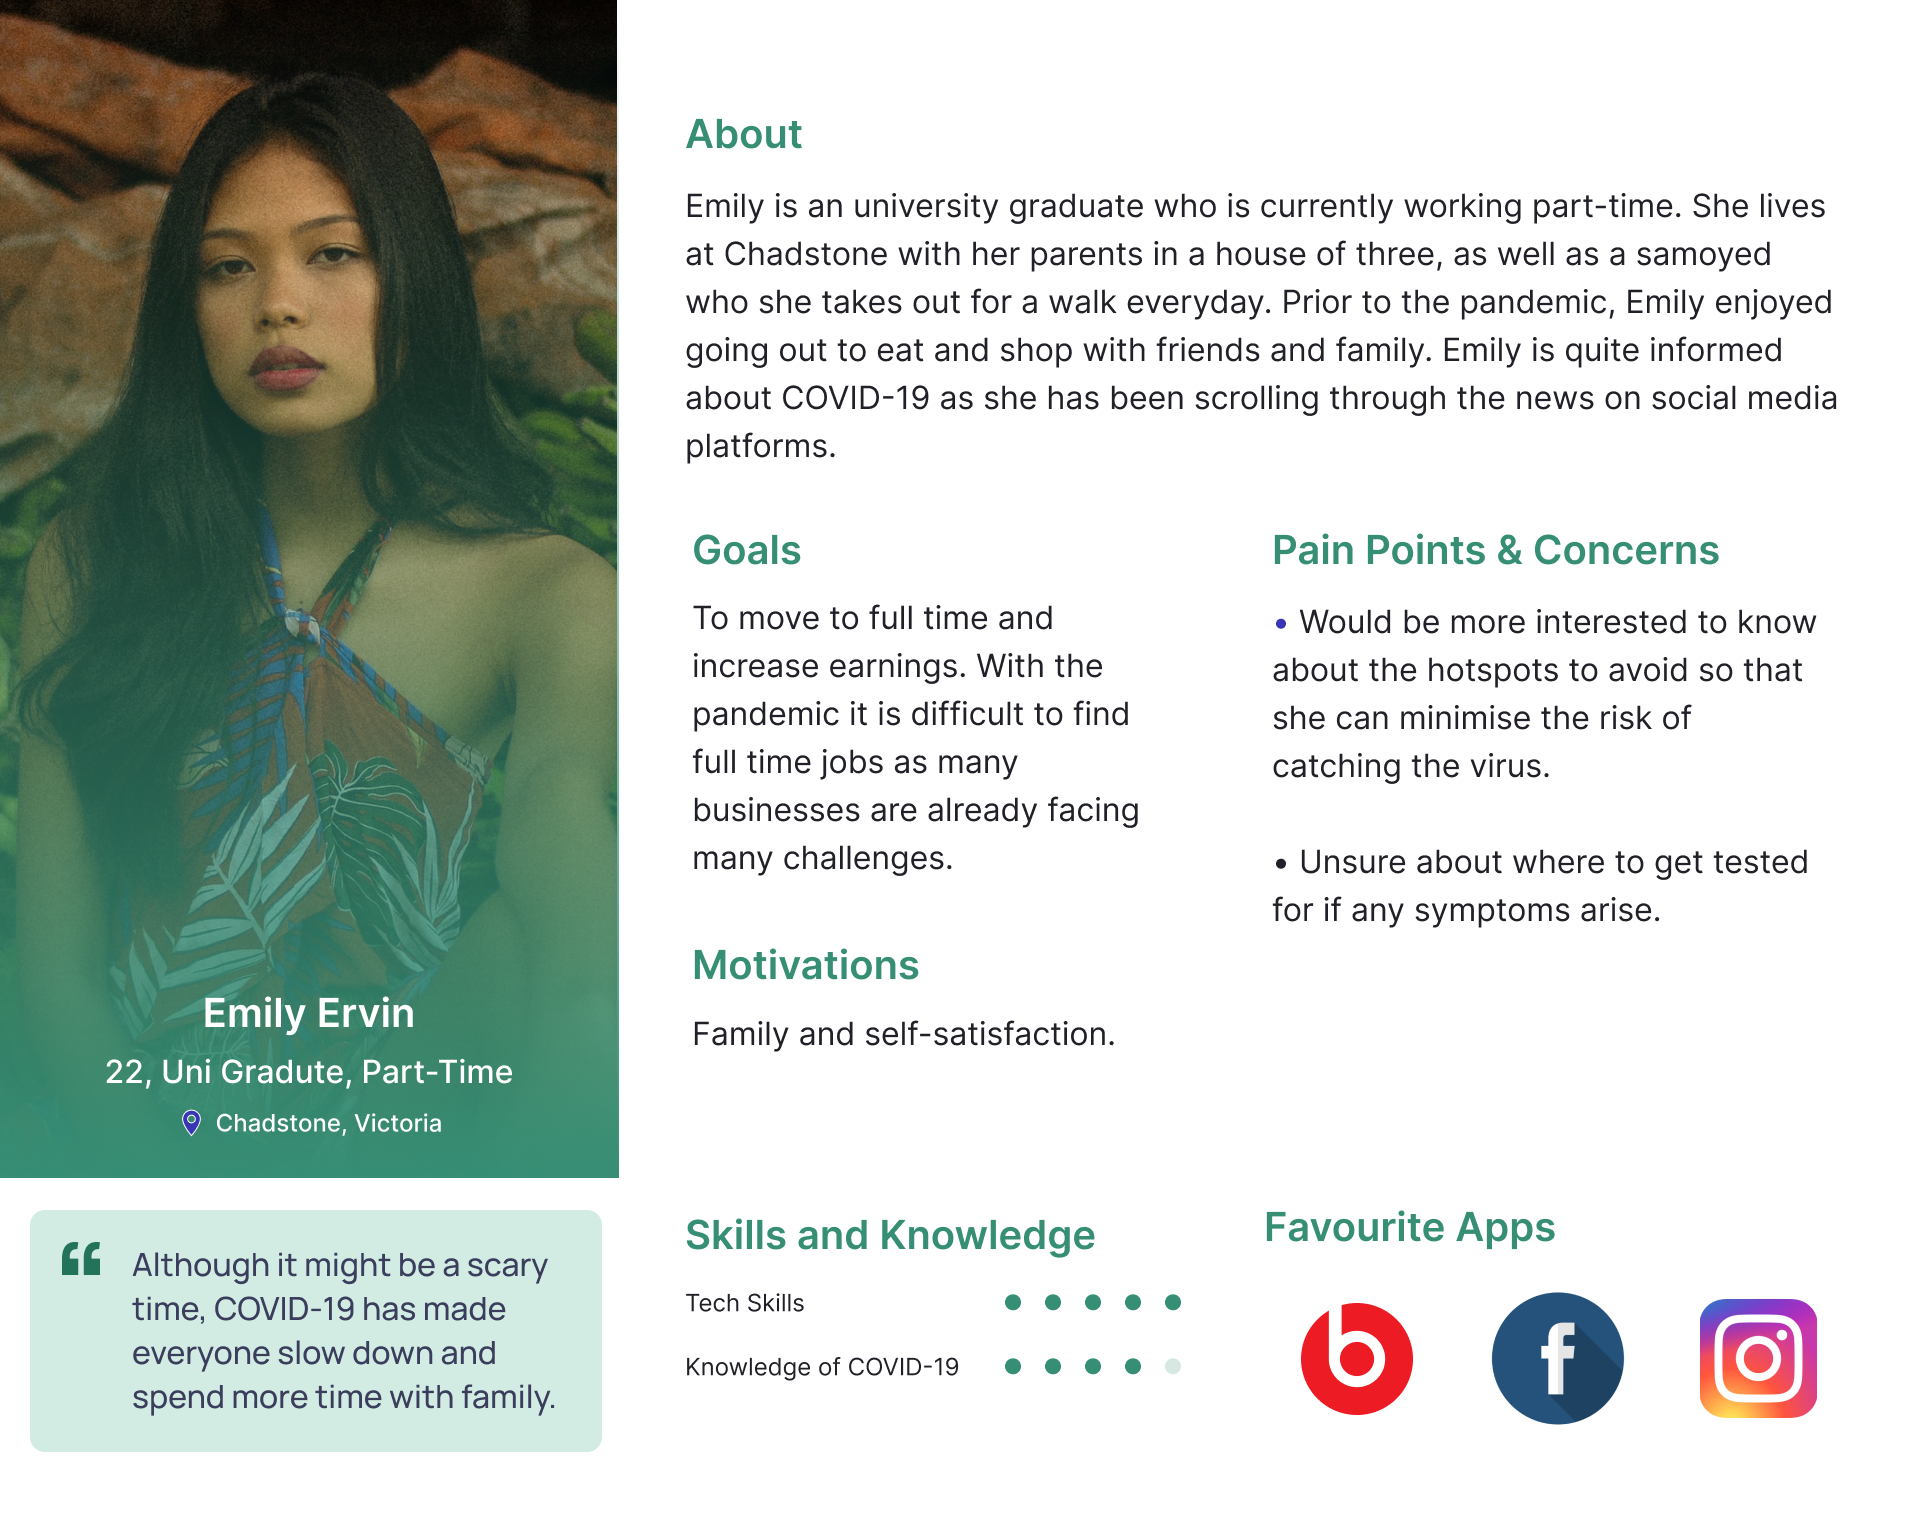 Emily Ervin
22, Uni Gradute, Part-Time
Chadstone, Victoria
“ Although it might be a scary
time, COVID-19 has made
everyone slow down and
spend more time with family.
About
Emily is an university graduate who is currently working part-time. She lives
at Chadstone with her parents in a house of three, as well as a samoyed
who she takes out for a walk everyday. Prior to the pandemic, Emily enjoyed
going out to eat and shop with friends and family. Emily is quite informed
about COVID-19 as she has been scrolling through the news on social media
platforms.
Goals
To move to full time and
increase earnings. With the
pandemic it is difficult to find
full time jobs as many
businesses are already facing
many challenges.
Motivations
Family and self-satisfaction.
Pain Points & Concerns
• Would be more interested to know
about the hotspots to avoid so that
she can minimise the risk of
catching the virus.
• Unsure about where to get tested
for if any symptoms arise.
Skills and Knowledge
Tech Skills
Knowledge of COVID-19
Favourite Apps